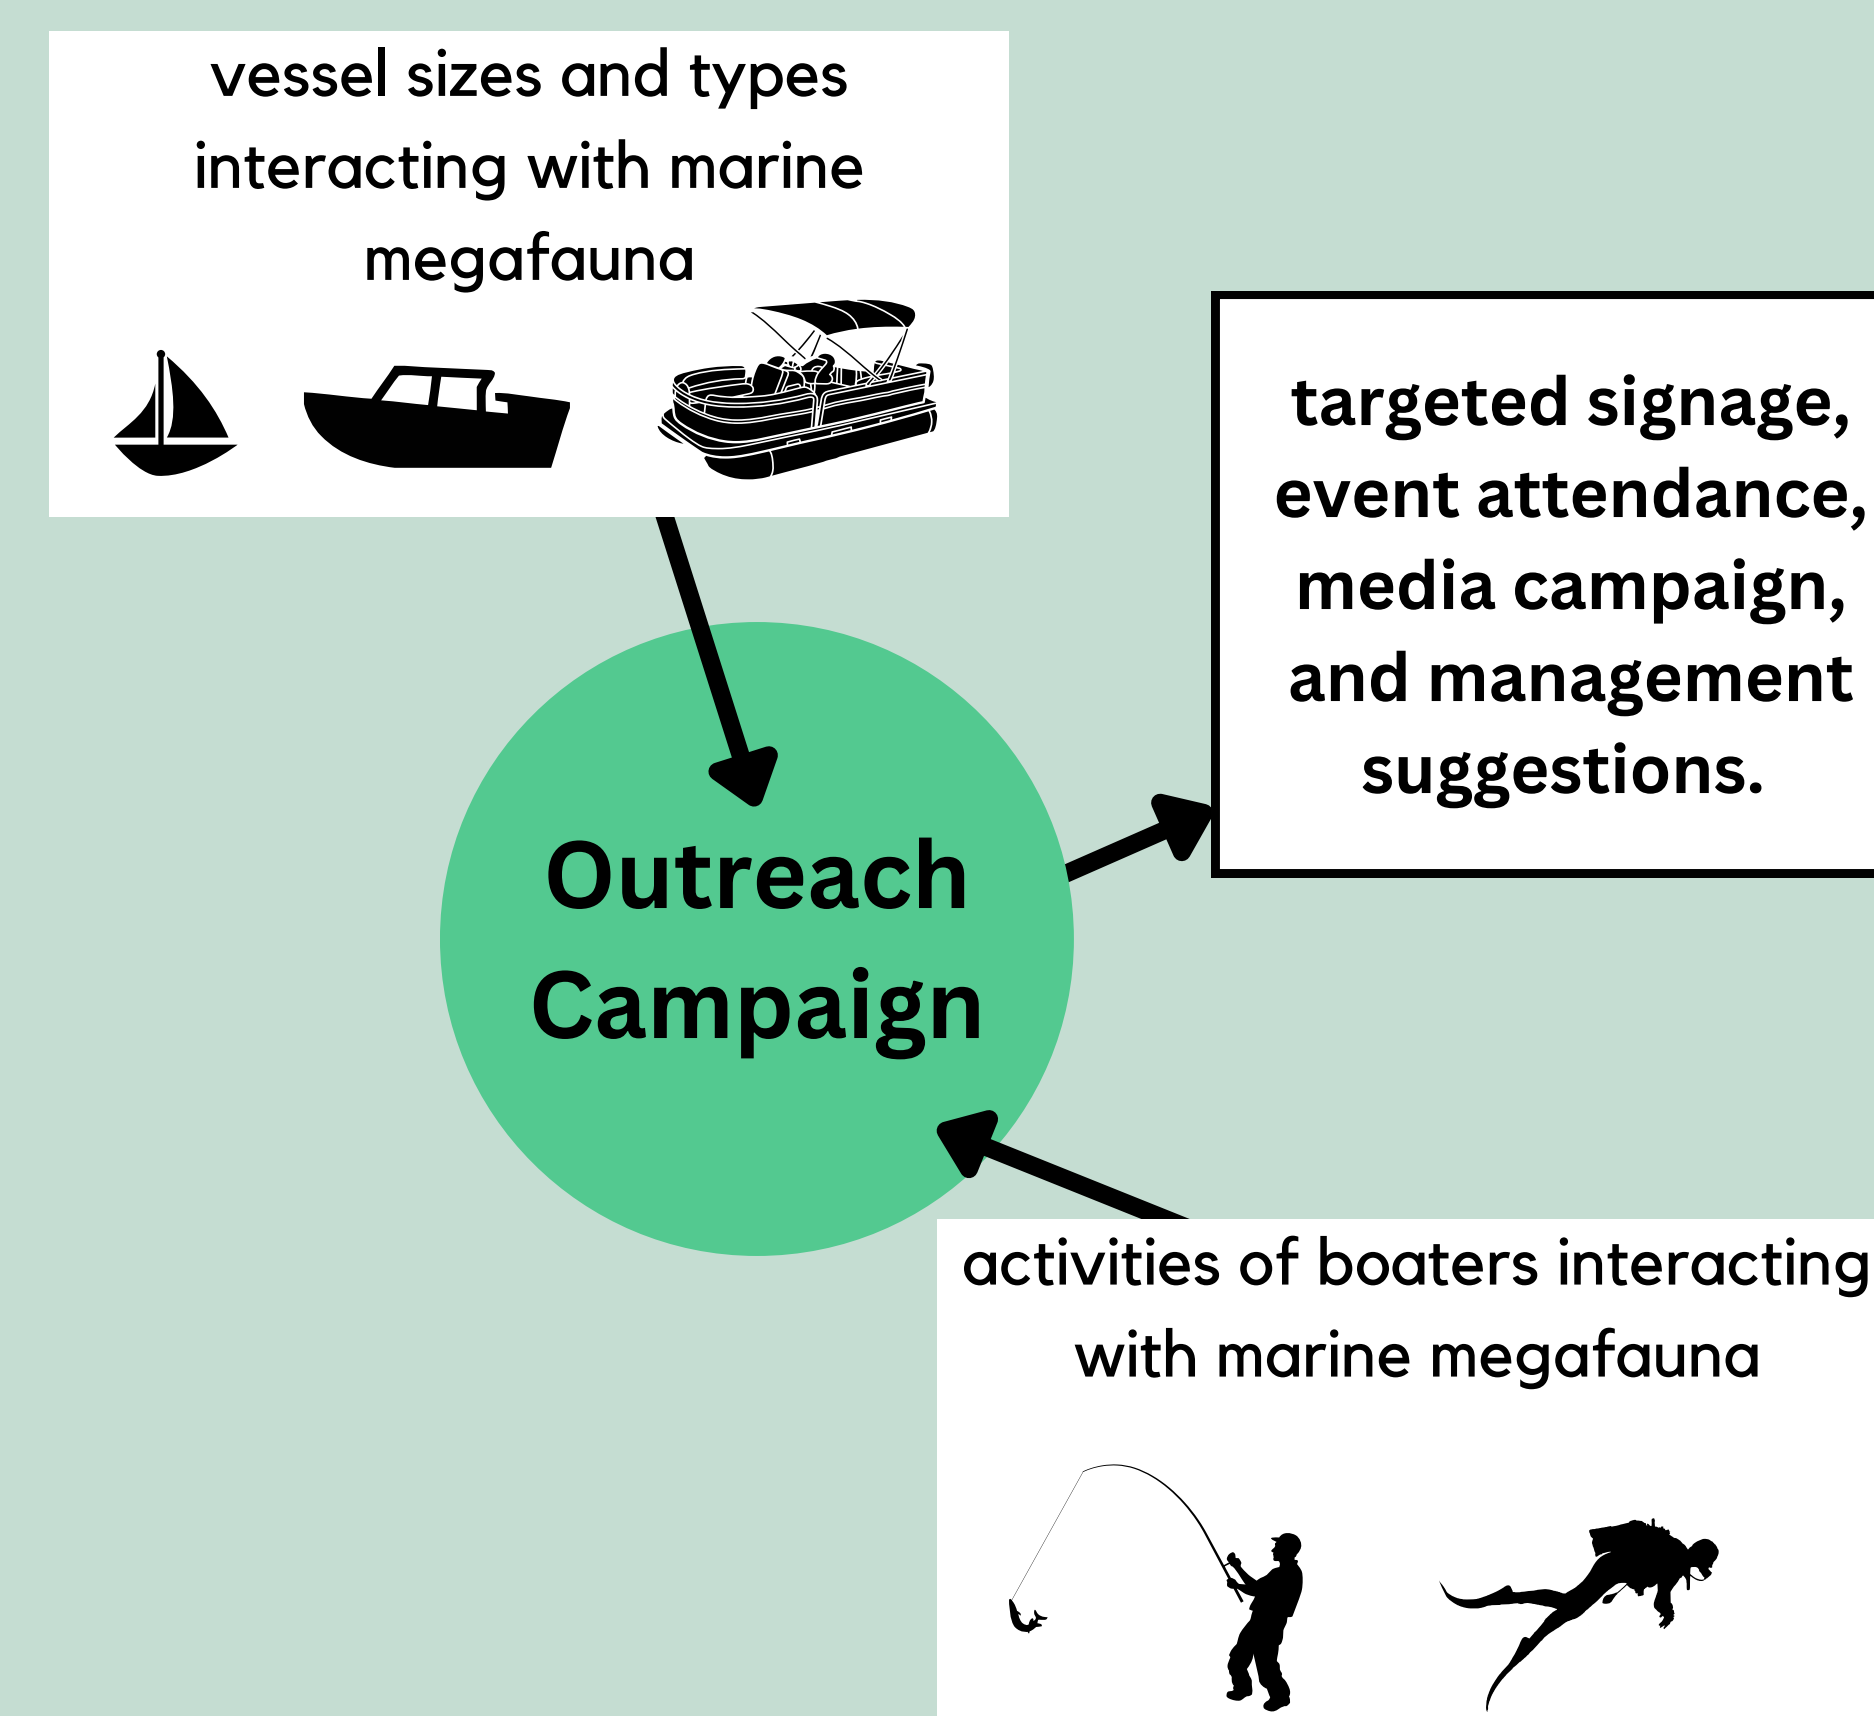 vessel sizes and types
interacting with marine
megafauna
targeted signage,
event attendance,
media campaign,
and management
suggestions.
Outreach
Campaign
activities of boaters interacting
with marine megafauna